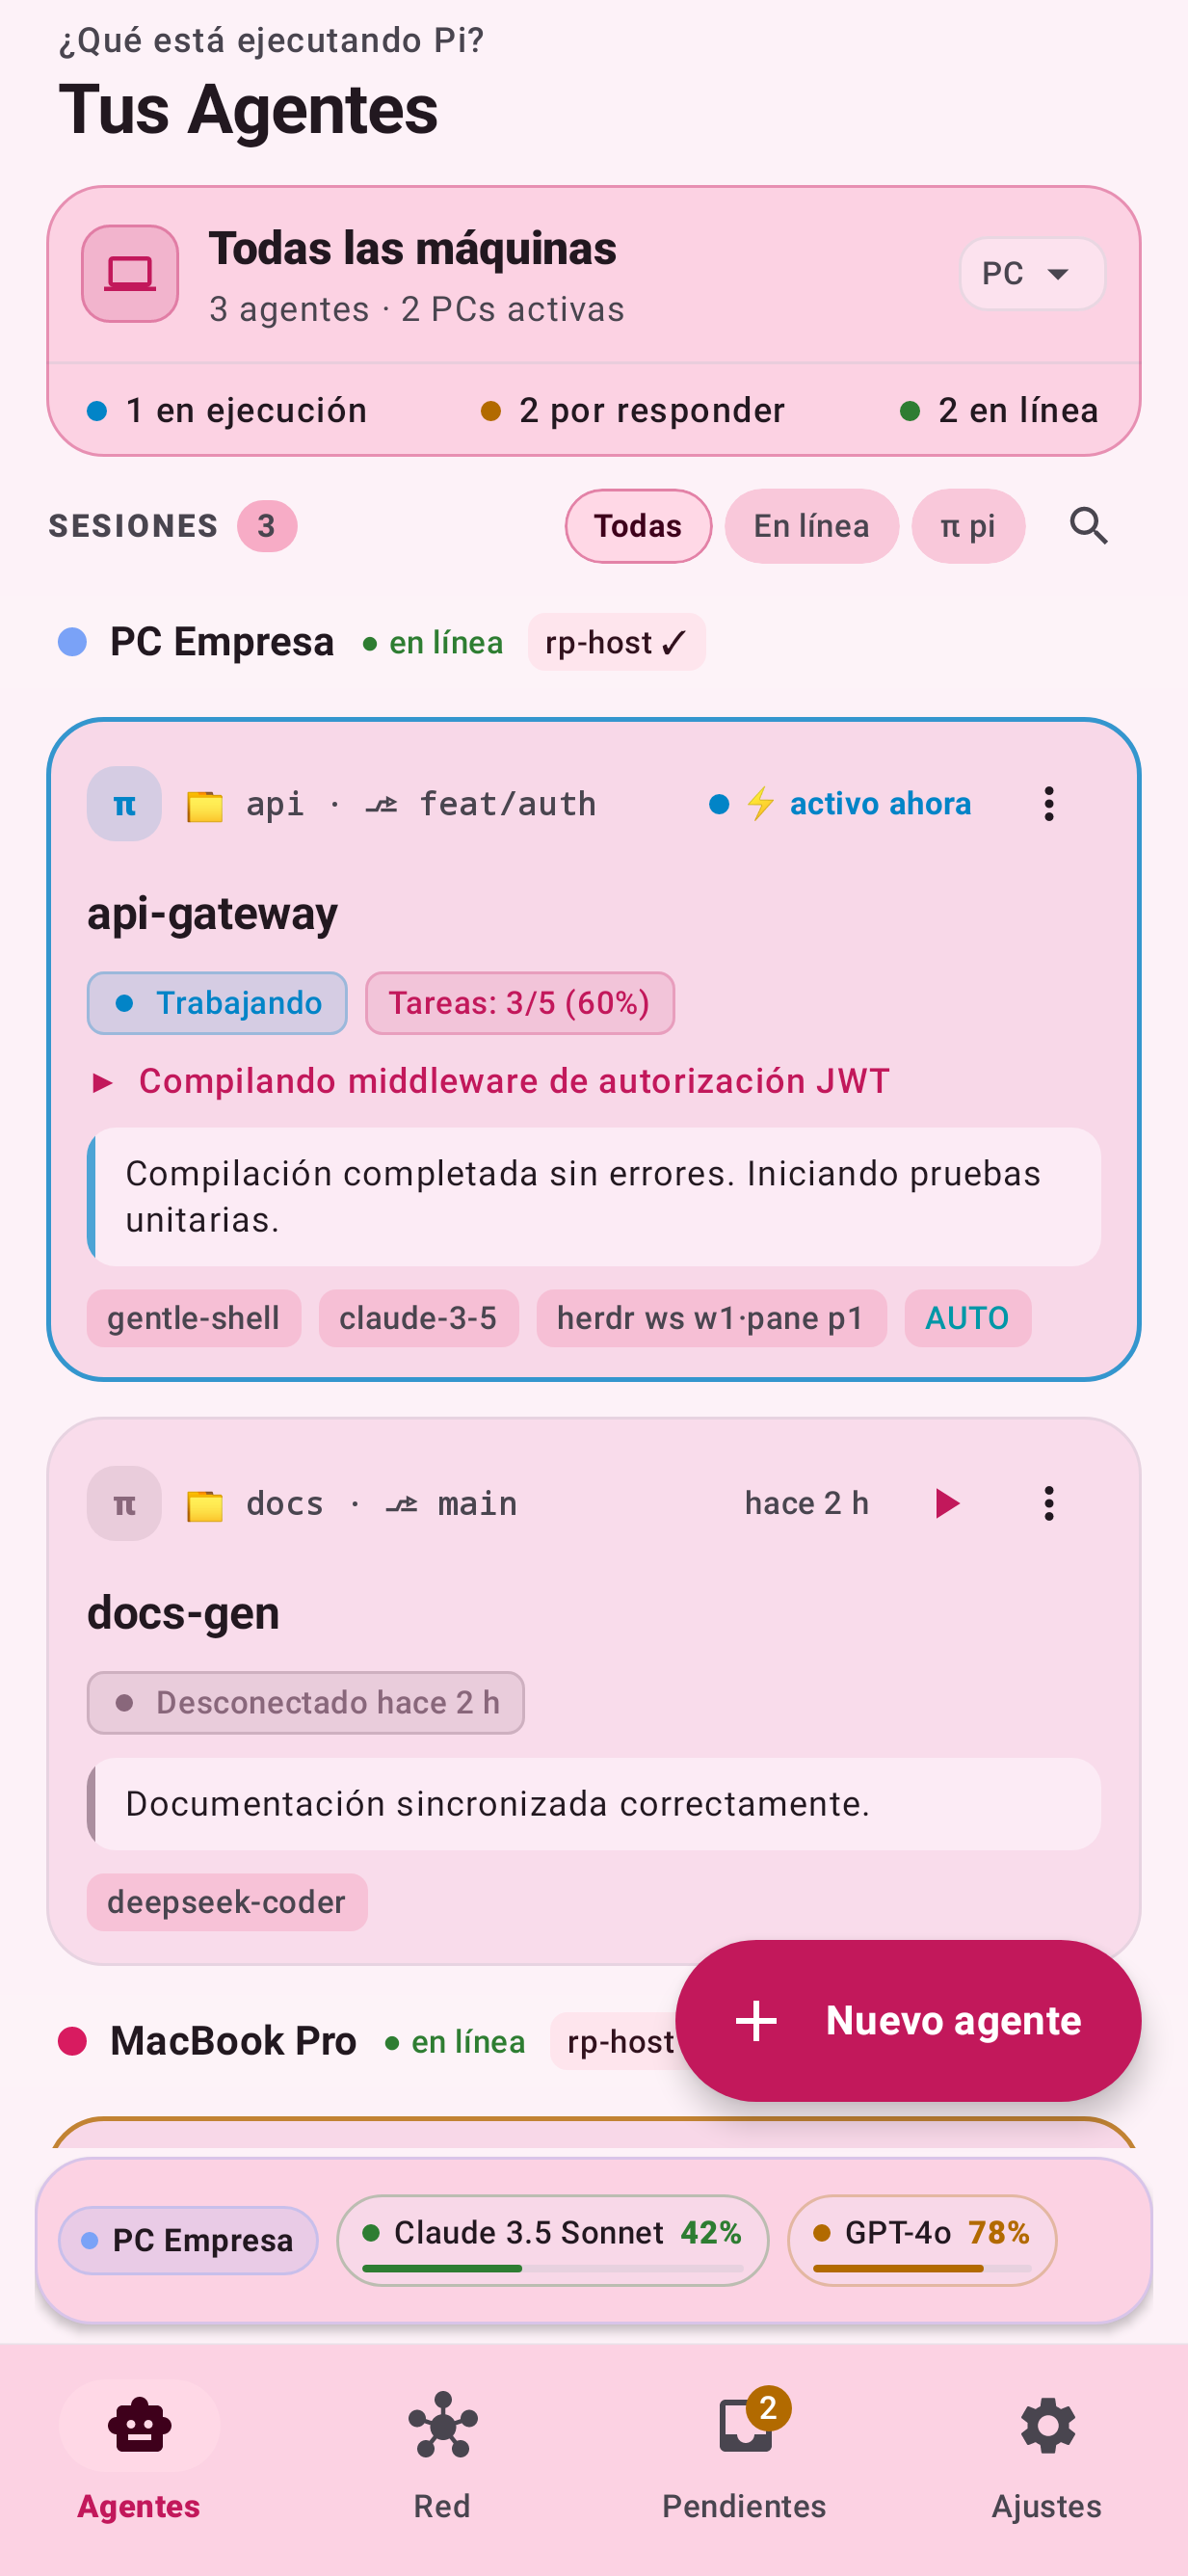 ¿Qué está ejecutando Pi?
Tus Agentes
Todas las máquinas
3 agentes · 2 PCs activas
PC
1 en ejecución
2 por responder
2 en línea
SESIONES 3
Todas
En línea
π pi
PC Empresa
en línea
rp-host ✓
π
api · feat/auth
⚡ activo ahora
api-gateway
Trabajando
Tareas: 3/5 (60%)
► Compilando middleware de autorización JWT
Compilación completada sin errores. Iniciando pruebas
unitarias.
gentle-shell
claude-3-5
herdr ws w1·pane p1
AUTO
π
docs · main
hace 2 h
docs-gen
Desconectado hace 2 h
Documentación sincronizada correctamente.
deepseek-coder
MacBook Pro
en línea
rp-host
Nuevo agente
PC Empresa
Claude 3.5 Sonnet 42%
GPT-4o 78%
2
Agentes
Red
Pendientes
Ajustes